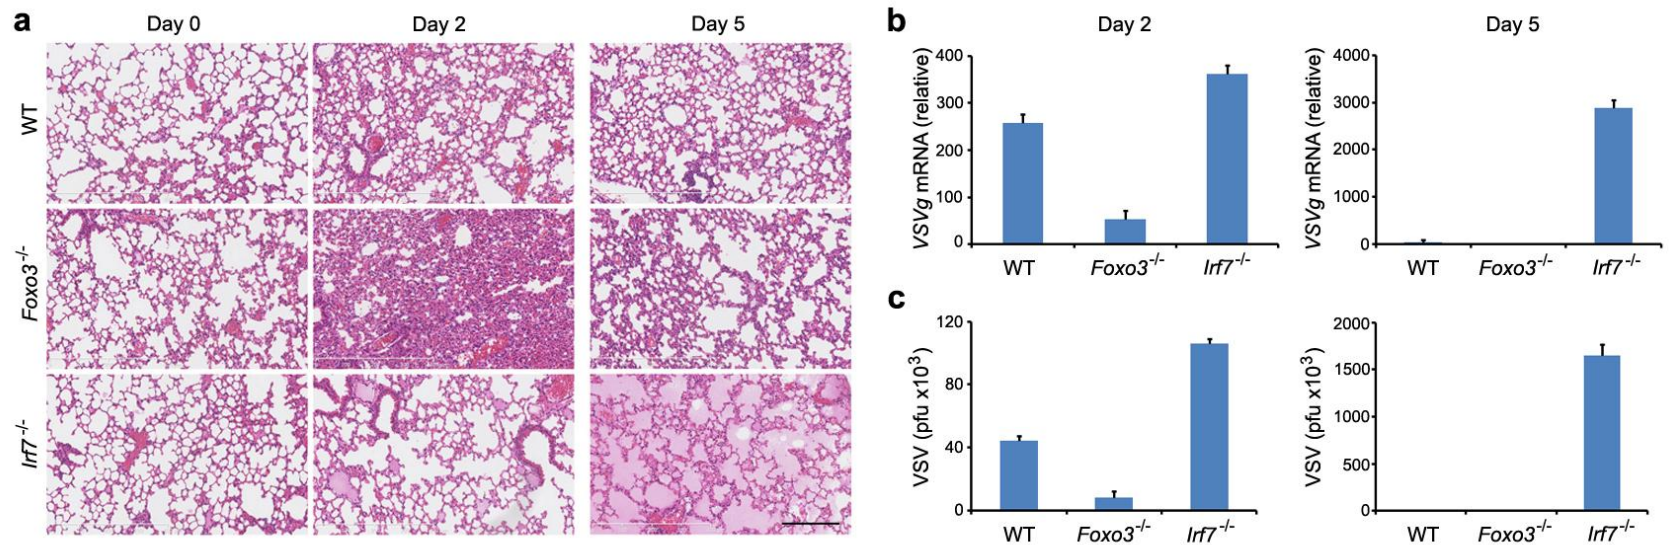 a
Day 0
Day 2
Day 5
WT
Foxo3-/-
Irf7-/-
b
Day 2
Day 5
VSVg mRNA (relative)
400
300
200
100
0
WT
Foxo3-/-
Irf7-/-
VSVg mRNA (relative)
4000
3000
2000
1000
0
WT
Foxo3-/-
Irf7-/-
c
VSV (pfu x10³)
120
80
40
0
WT
Foxo3-/-
Irf7-/-
VSV (pfu x10³)
2000
1500
1000
500
0
WT
Foxo3-/-
Irf7-/-